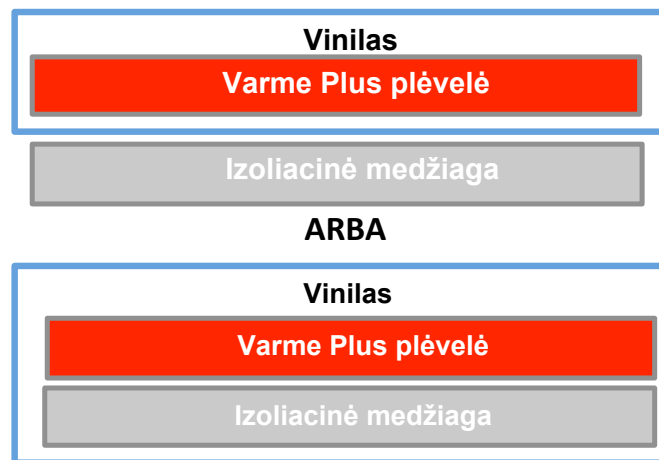 Vinilas
Varme Plus plėvelė
Izoliacinė medžiaga
ARBA
Vinilas
Varme Plus plėvelė
Izoliacinė medžiaga